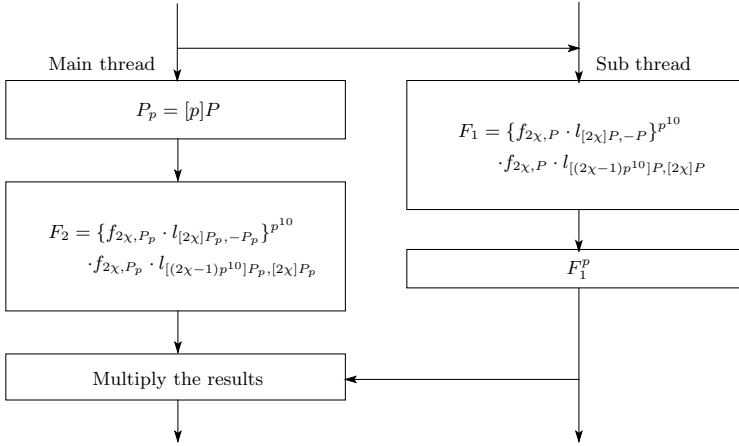 Main thread
Sub thread
P_p = [p]P
F_1 = {f_{2χ,P} · l_{[2χ]P,−P}}^{p^{10}}
·f_{2χ,P} · l_{[(2χ−1)p^{10}]P,[2χ]P}
F_2 = {f_{2χ,P_p} · l_{[2χ]P_p,−P_p}}^{p^{10}}
·f_{2χ,P_p} · l_{[(2χ−1)p^{10}]P_p,[2χ]P_p}
F_1^p
Multiply the results